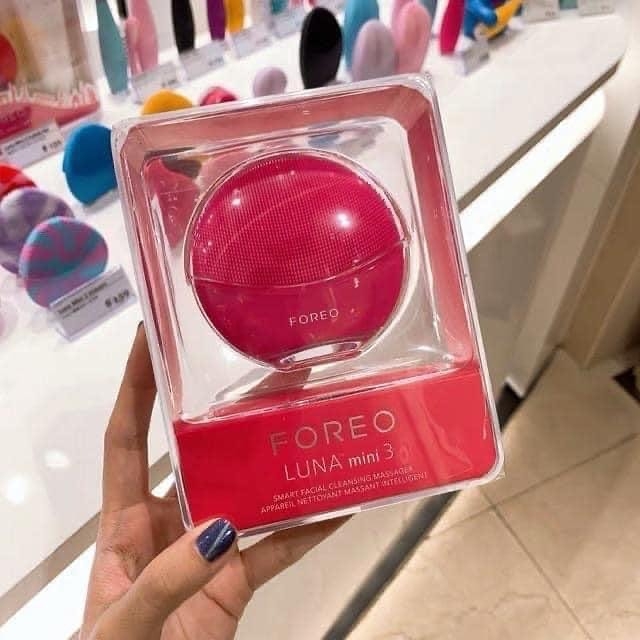 FOREO
FOREO
LUNA mini 3
SMART FACIAL CLEANSING MASSAGER
APPAREIL NETTOYANT MASSANT INTELLIGENT